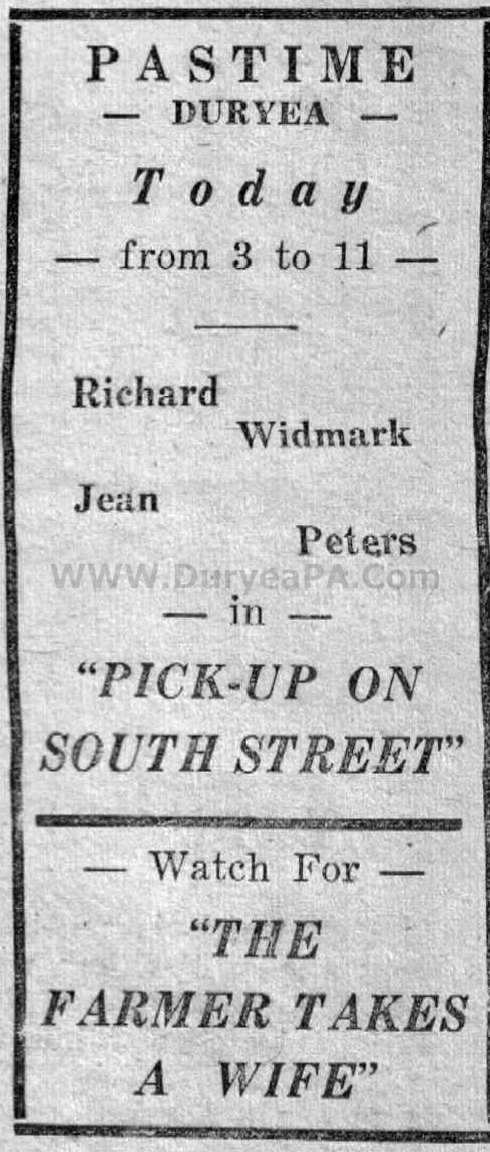 PASTIME
— DURYEA —
Today
— from 3 to 11 —
Richard
Widmark
Jean
Peters
WWW.DuryeaPA.Com
— in —
"PICK-UP ON
SOUTH STREET"
— Watch For —
"THE
FARMER TAKES
A WIFE"